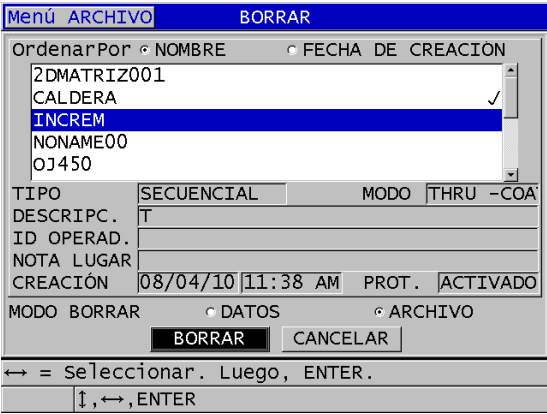 Menú ARCHIVO BORRAR
OrdenarPor NOMBRE FECHA DE CREACIÓN
2DMATRIZ001
CALDERA ✓
INCREM
NONAME00
OJ450
TIPO SECUENCIAL MODO THRU -COA
DESCRIPC. T
ID OPERAD.
NOTA LUGAR
CREACIÓN 08/04/10 11:38 AM PROT. ACTIVADO
MODO BORRAR DATOS ARCHIVO
BORRAR CANCELAR
↔ = Seleccionar. Luego, ENTER.
↕,↔,ENTER